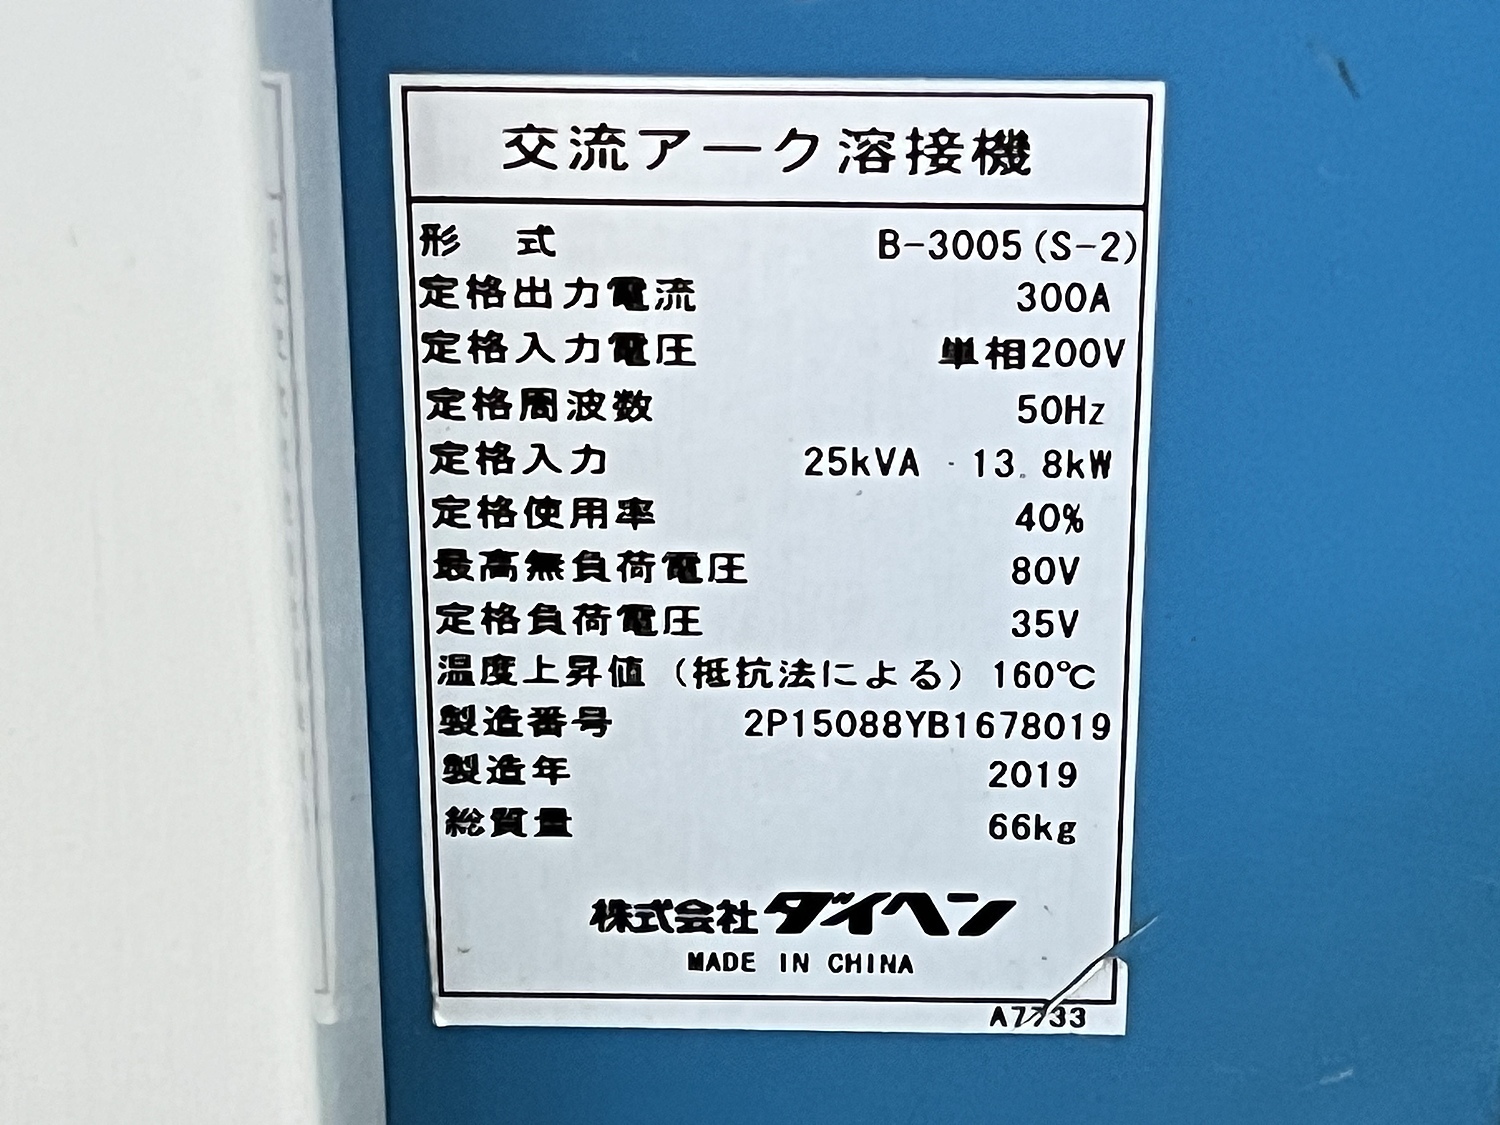 交流アーク溶接機
形 式 B-3005(S-2)
定格出力電流 300A
定格入力電圧 単相200V
定格周波数 50Hz
定格入力 25kVA · 13.8kW
定格使用率 40%
最高無負荷電圧 80V
定格負荷電圧 35V
温度上昇値（抵抗法による） 160℃
製造番号 2P15088YB1678019
製造年 2019
総質量 66kg
株式会社ダイヘン
MADE IN CHINA
A7733